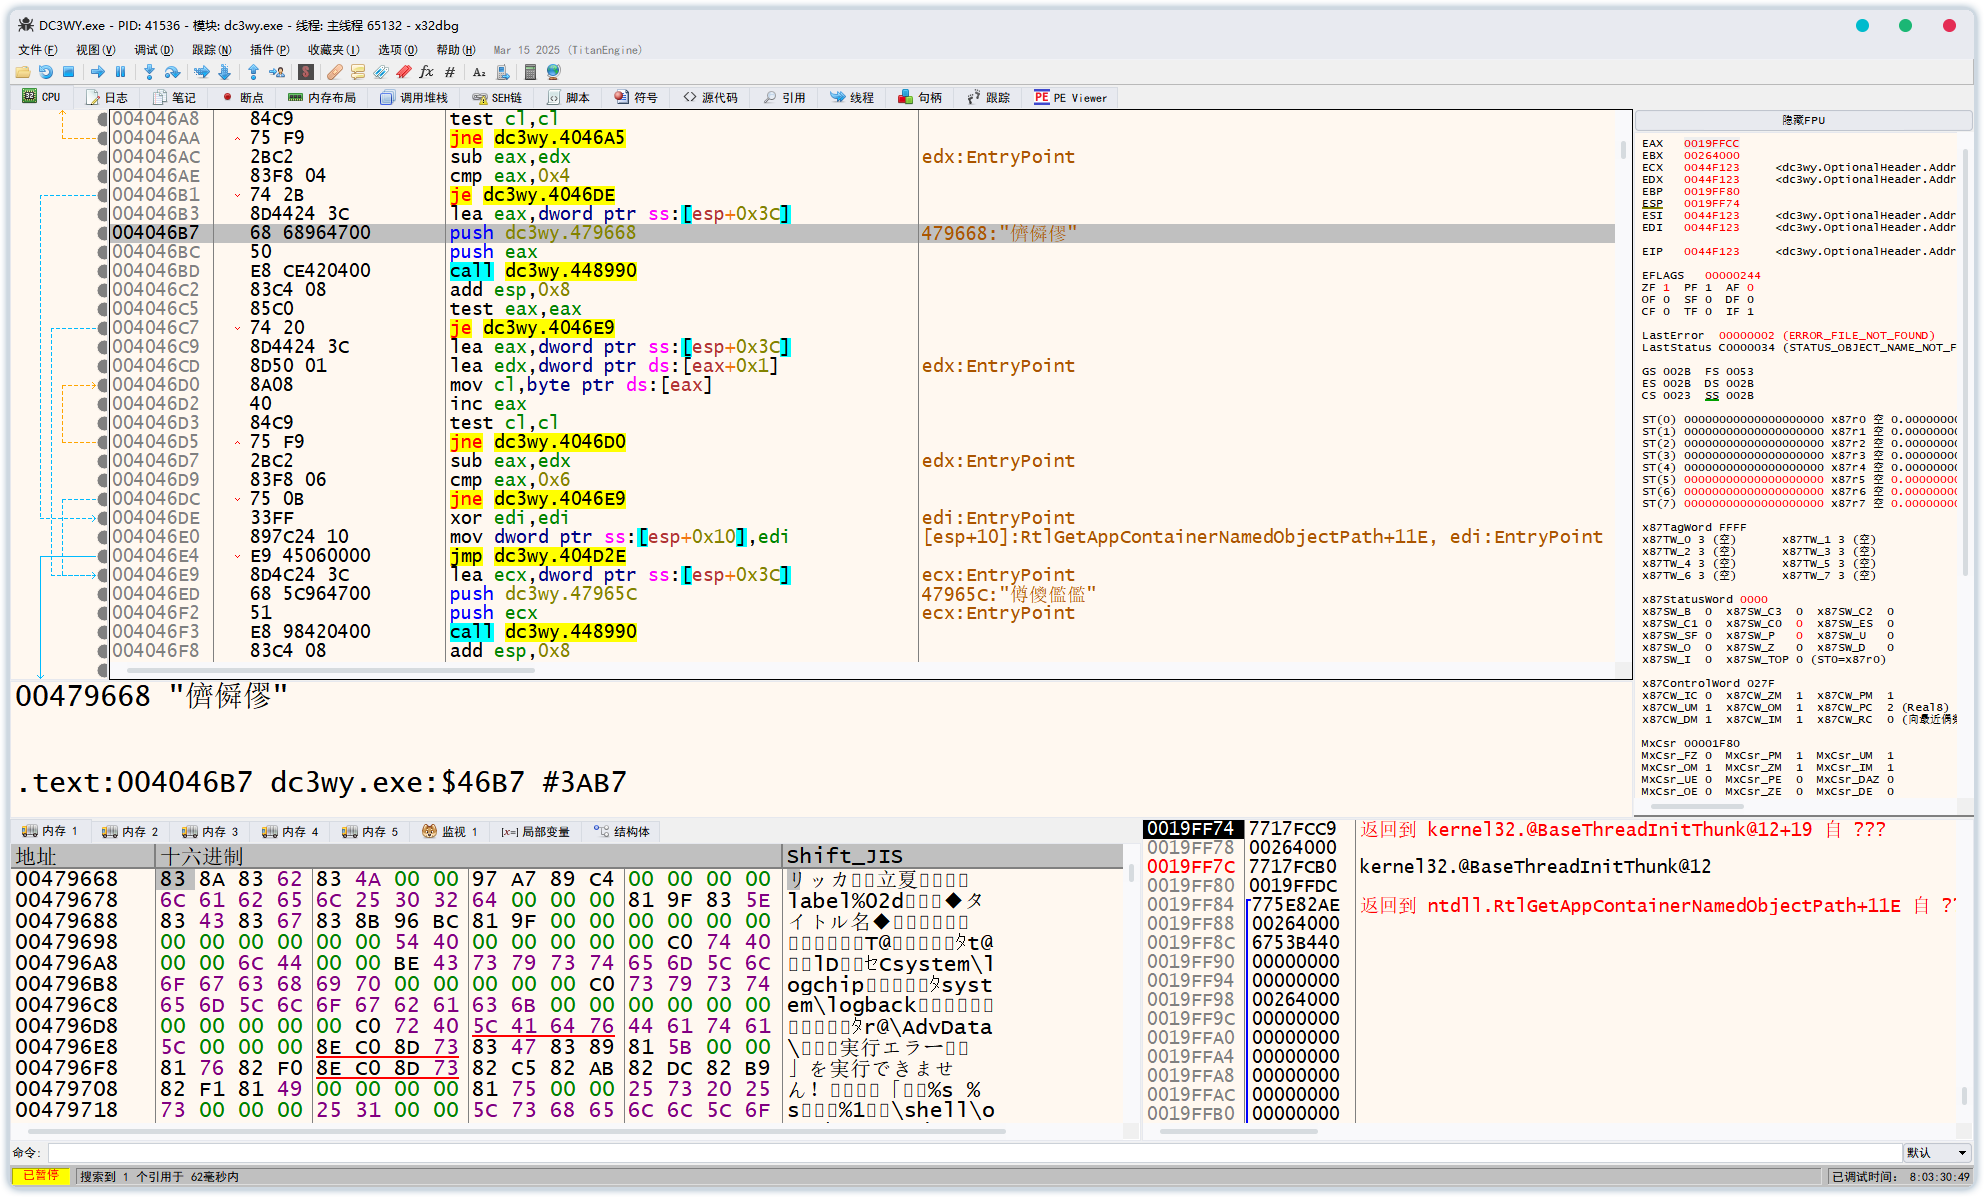 DC3WY.exe - PID: 41536 - 模块: dc3wy.exe - 线程: 主线程 65132 - x32dbg
文件(F) 视图(V) 调试(D) 跟踪(N) 插件(P) 收藏夹(I) 选项(O) 帮助(H) Mar 15 2025 (TitanEngine)
CPU 日志 笔记 断点 内存布局 调用堆栈 SEH链 脚本 符号 源代码 引用 线程 句柄 跟踪 PE Viewer
004046A8 84C9 test cl,cl
004046AA 75 F9 jne dc3wy.4046A5
004046AC 2BC2 sub eax,edx edx:EntryPoint
004046AE 83F8 04 cmp eax,0x4
004046B1 74 2B je dc3wy.4046DE
004046B3 8D4424 3C lea eax,dword ptr ss:[esp+0x3C]
004046B7 68 68964700 push dc3wy.479668
004046BC 50 push eax
004046BD E8 CE420400 call dc3wy.448990
004046C2 83C4 08 add esp,0x8
004046C5 85C0 test eax,eax
004046C7 74 20 je dc3wy.4046E9
004046C9 8D4424 3C lea eax,dword ptr ss:[esp+0x3C]
004046CD 8D50 01 lea edx,dword ptr ds:[eax+0x1] edx:EntryPoint
004046D0 8A08 mov cl,byte ptr ds:[eax]
004046D2 40 inc eax
004046D3 84C9 test cl,cl
004046D5 75 F9 jne dc3wy.4046D0
004046D7 2BC2 sub eax,edx edx:EntryPoint
004046D9 83F8 06 cmp eax,0x6
004046DC 75 0B jne dc3wy.4046E9
004046DE 33FF xor edi,edi edi:EntryPoint
004046E0 897C24 10 mov dword ptr ss:[esp+0x10],edi [esp+10]:RtlGetAppContainerNamedObjectPath+11E, edi:EntryPoint
004046E4 E9 45060000 jmp dc3wy.404D2E
004046E9 8D4C24 3C lea ecx,dword ptr ss:[esp+0x3C] ecx:EntryPoint
004046ED 68 5C964700 push dc3wy.47965C
004046F2 51 push ecx ecx:EntryPoint
004046F3 E8 98420400 call dc3wy.448990
004046F8 83C4 08 add esp,0x8
00479668
.text:004046B7 dc3wy.exe:$46B7 #3AB7
隐藏FPU
EAX 0019FFCC
EBX 00264000
ECX 0044F123 <dc3wy.OptionalHeader.Addr
EDX 0044F123 <dc3wy.OptionalHeader.Addr
EBP 0019FF80
ESP 0019FF74
ESI 0044F123 <dc3wy.OptionalHeader.Addr
EDI 0044F123 <dc3wy.OptionalHeader.Addr
EIP 0044F123 <dc3wy.OptionalHeader.Addr
EFLAGS 00000244
ZF 1 PF 1 AF 0
OF 0 SF 0 DF 0
CF 0 TF 0 IF 1
LastError 00000002 (ERROR_FILE_NOT_FOUND)
LastStatus C0000034 (STATUS_OBJECT_NAME_NOT_F
GS 002B FS 0053
ES 002B DS 002B
CS 0023 SS 002B
ST(0) 00000000000000000000 x87r0 空 0.00000000
ST(1) 00000000000000000000 x87r1 空 0.00000000
ST(2) 00000000000000000000 x87r2 空 0.00000000
ST(3) 00000000000000000000 x87r3 空 0.00000000
ST(4) 00000000000000000000 x87r4 空 0.00000000
ST(5) 00000000000000000000 x87r5 空 0.00000000
ST(6) 00000000000000000000 x87r6 空 0.00000000
ST(7) 00000000000000000000 x87r7 空 0.00000000
x87TagWord FFFF
x87TW_0 3 (空) x87TW_1 3 (空)
x87TW_2 3 (空) x87TW_3 3 (空)
x87TW_4 3 (空) x87TW_5 3 (空)
x87TW_6 3 (空) x87TW_7 3 (空)
x87StatusWord 0000
x87SW_B 0 x87SW_C3 0 x87SW_C2 0
x87SW_C1 0 x87SW_C0 0 x87SW_ES 0
x87SW_SF 0 x87SW_P 0 x87SW_U 0
x87SW_O 0 x87SW_Z 0 x87SW_D 0
x87SW_I 0 x87SW_TOP 0 (ST0=x87r0)
x87ControlWord 027F
x87CW_IC 0 x87CW_ZM 1 x87CW_PM 1
x87CW_UM 1 x87CW_OM 1 x87CW_PC 2 (Real8)
x87CW_DM 1 x87CW_IM 1 x87CW_RC 0 (向最近偶
MxCsr 00001F80
MxCsr_FZ 0 MxCsr_PM 1 MxCsr_UM 1
MxCsr_OM 1 MxCsr_ZM 1 MxCsr_IM 1
MxCsr_UE 0 MxCsr_PE 0 MxCsr_DAZ 0
MxCsr_OE 0 MxCsr_ZE 0 MxCsr_DE 0
内存 1 内存 2 内存 3 内存 4 内存 5 监视 1 [x=] 局部变量 结构体
地址 十六进制 Shift_JIS
00479668 83 8A 83 62 83 4A 00 00 97 A7 89 C4 00 00 00 00 リッカ立夏
00479678 6C 61 62 65 6C 25 30 32 64 00 00 00 81 9F 83 5E label%02d◆タ
00479688 83 43 83 67 83 8B 96 BC 81 9F 00 00 00 00 00 00 イトル名◆
00479698 00 00 00 00 00 00 54 40 00 00 00 00 00 C0 74 40 T@ﾀt@
004796A8 00 00 6C 44 00 00 BE 43 73 79 73 74 65 6D 5C 6C lDｾCsystem\l
004796B8 6F 67 63 68 69 70 00 00 00 00 00 C0 73 79 73 74 ogchipﾀsyst
004796C8 65 6D 5C 6C 6F 67 62 61 63 6B 00 00 00 00 00 00 em\logback
004796D8 00 00 00 00 00 C0 72 40 5C 41 64 76 44 61 74 61 ﾀr@\AdvData
004796E8 5C 00 00 00 8E C0 8D 73 83 47 83 89 81 5B 00 00 \実行エラー
004796F8 81 76 82 F0 8E C0 8D 73 82 C5 82 AB 82 DC 82 B9 」を実行できませ
00479708 82 F1 81 49 00 00 00 00 81 75 00 00 25 73 20 25 ん！「%s %
00479718 73 00 00 00 25 31 00 00 5C 73 68 65 6C 6C 5C 6F s%1\shell\o
0019FF74 7717FCC9 返回到 kernel32.@BaseThreadInitThunk@12+19 自 ???
0019FF78 00264000
0019FF7C 7717FCB0 kernel32.@BaseThreadInitThunk@12
0019FF80 0019FFDC
0019FF84 775E82AE 返回到 ntdll.RtlGetAppContainerNamedObjectPath+11E 自 ?
0019FF88 00264000
0019FF8C 6753B440
0019FF90 00000000
0019FF94 00000000
0019FF98 00264000
0019FF9C 00000000
0019FFA0 00000000
0019FFA4 00000000
0019FFA8 00000000
0019FFAC 00000000
0019FFB0 00000000
命令: 默认
已暂停 搜索到 1 个引用于 62毫秒内 已调试时间: 8:03:30:49